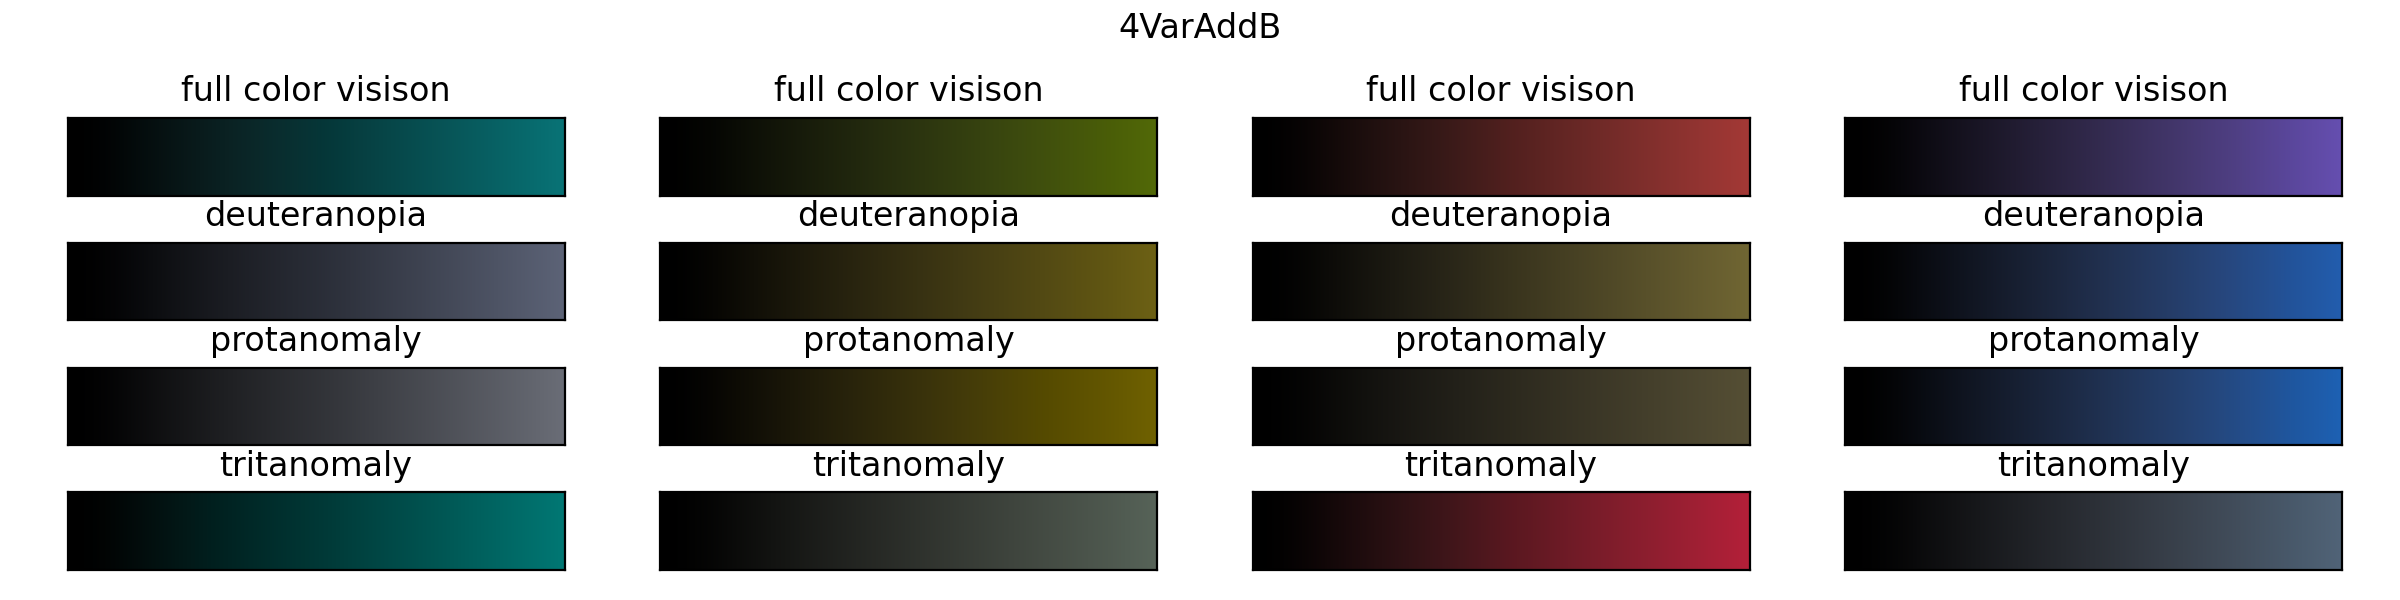 4VarAddB
full color visison full color visison full color visison full color visison
deuteranopia deuteranopia deuteranopia deuteranopia
protanomaly protanomaly protanomaly protanomaly
tritanomaly tritanomaly tritanomaly tritanomaly